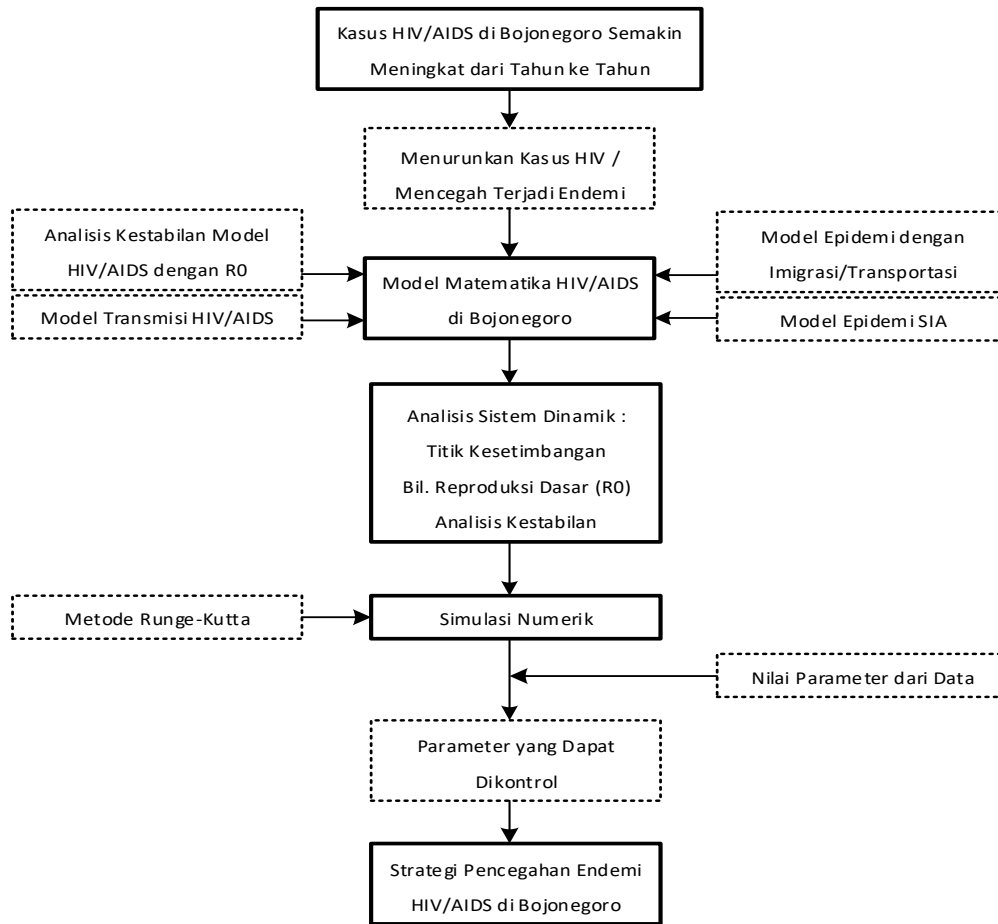 Kasus HIV/AIDS di Bojonegoro Semakin
Meningkat dari Tahun ke Tahun
Menurunkan Kasus HIV /
Mencegah Terjadi Endemi
Analisis Kestabilan Model
HIV/AIDS dengan R0
Model Transmisi HIV/AIDS
Model Matematika HIV/AIDS
di Bojonegoro
Model Epidemi dengan
Imigrasi/Transportasi
Model Epidemi SIA
Analisis Sistem Dinamik :
Titik Kesetimbangan
Bil. Reproduksi Dasar (R0)
Analisis Kestabilan
Metode Runge-Kutta
Simulasi Numerik
Nilai Parameter dari Data
Parameter yang Dapat
Dikontrol
Strategi Pencegahan Endemi
HIV/AIDS di Bojonegoro